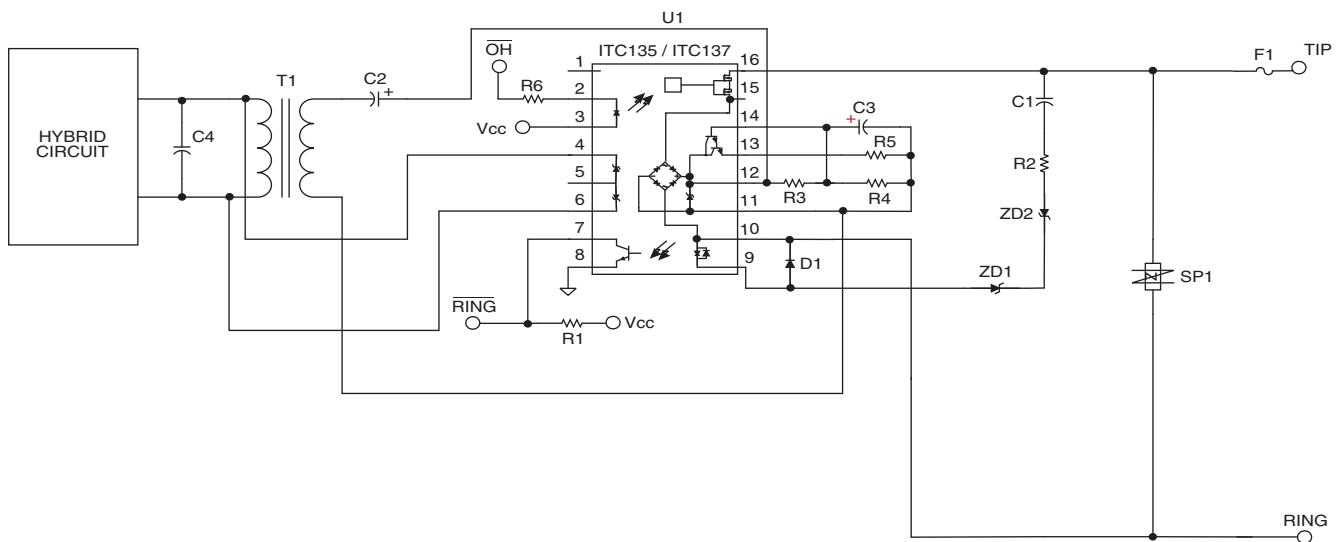 U1
ITC135 / ITC137
OH
F1
TIP
T1
C2
+
R6
1
2
3
4
5
6
7
8
16
15
14
13
12
11
10
9
Vcc
+
C3
C1
HYBRID
CIRCUIT
C4
R5
R2
R3
R4
ZD2
D1
ZD1
SP1
RING
R1
Vcc
RING